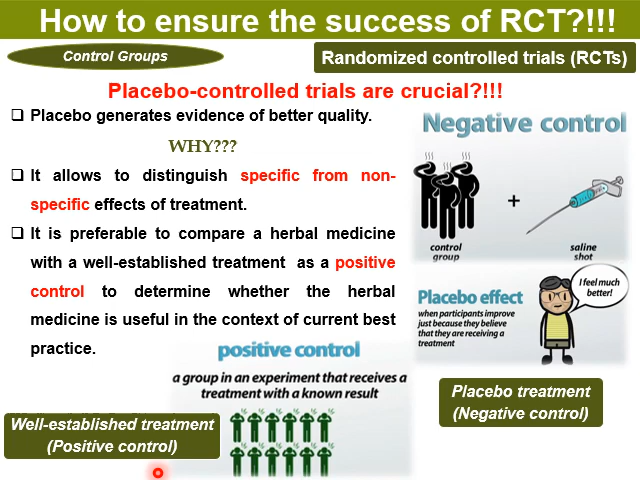 How to ensure the success of RCT?!!!
Control Groups
Randomized controlled trials (RCTs)
Placebo-controlled trials are crucial?!!!
Placebo generates evidence of better quality.
WHY???
It allows to distinguish specific from non-
specific effects of treatment.
It is preferable to compare a herbal medicine
with a well-established treatment as a positive
control to determine whether the herbal
medicine is useful in the context of current best
practice.
Negative control
+
control
group
saline
shot
Placebo effect
when participants improve
just because they believe
that they are receiving a
treatment
I feel much
better!
positive control
a group in an experiment that receives a
treatment with a known result
Placebo treatment
(Negative control)
Well-established treatment
(Positive control)